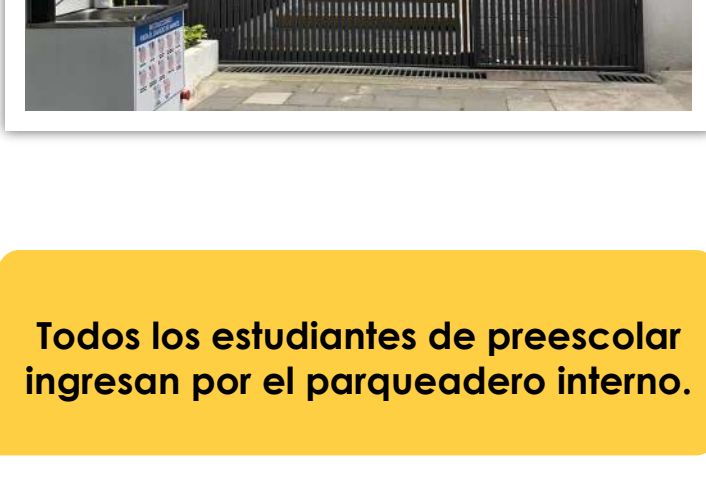 Todos los estudiantes de preescolar
ingresan por el parqueadero interno.